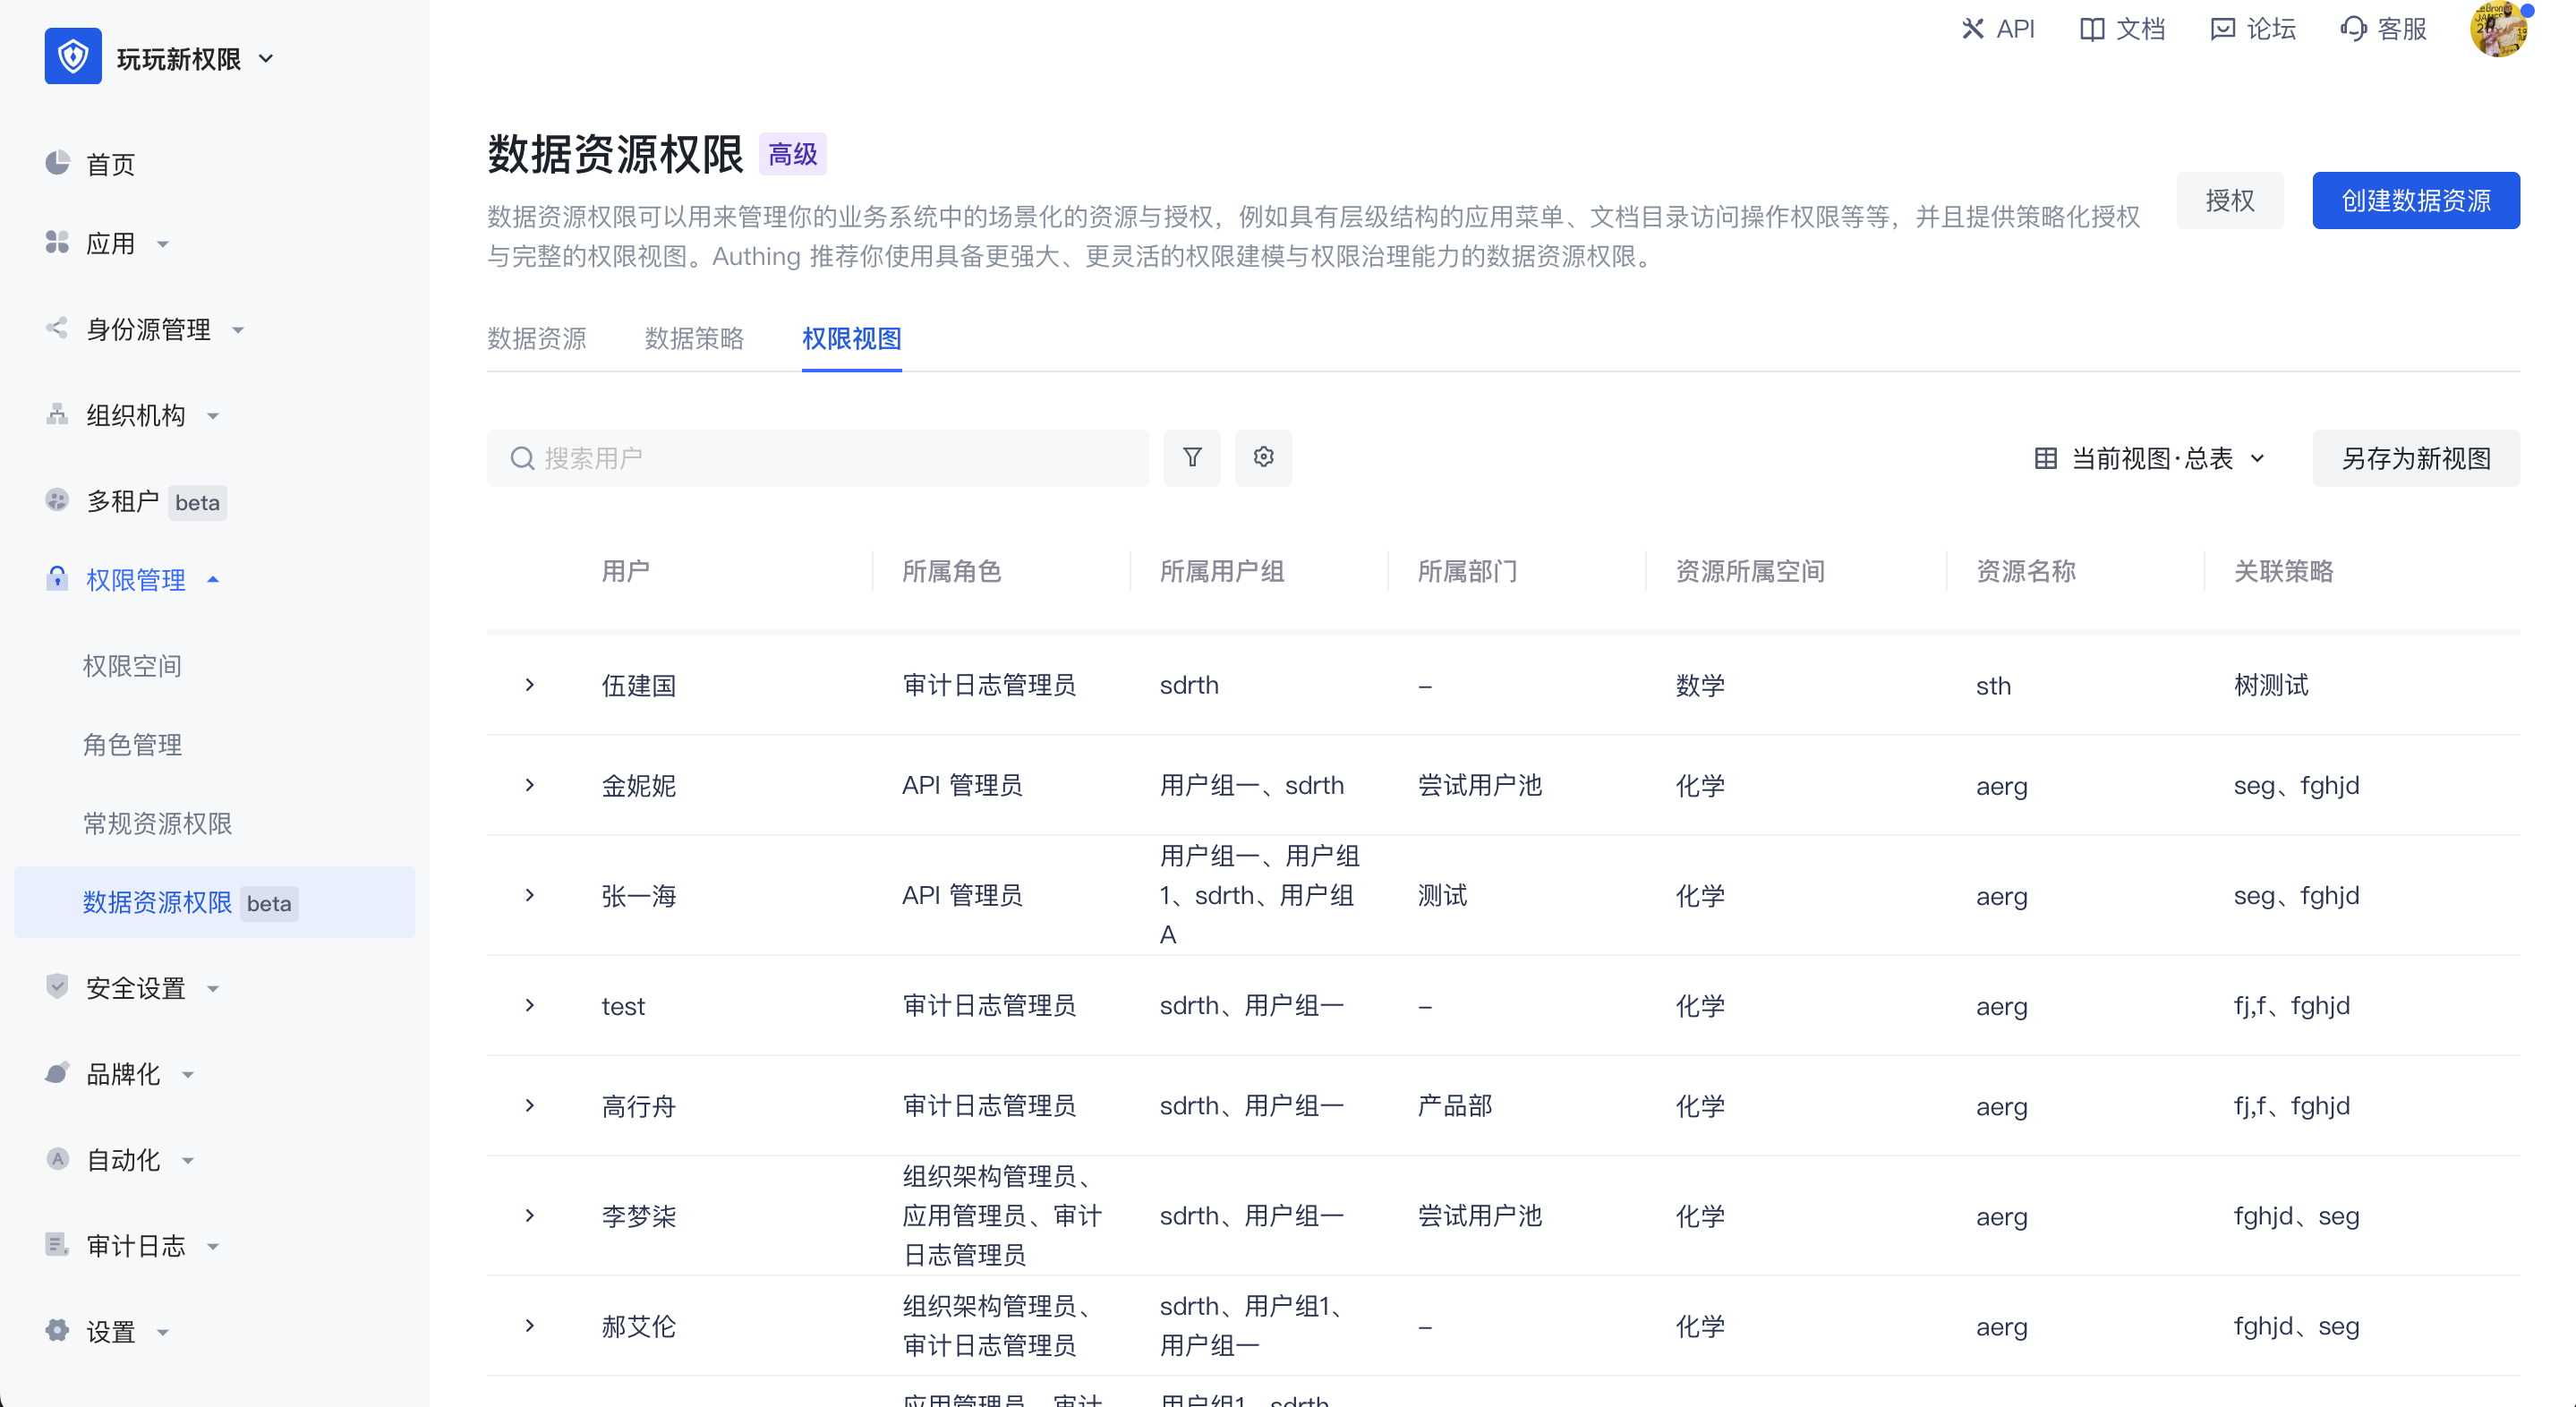 玩玩新权限
API 文档 论坛 客服
首页
应用
身份源管理
组织机构
多租户 beta
权限管理
权限空间
角色管理
常规资源权限
数据资源权限 beta
安全设置
品牌化
自动化
审计日志
设置
数据资源权限 高级
数据资源权限可以用来管理你的业务系统中的场景化的资源与授权，例如具有层级结构的应用菜单、文档目录访问操作权限等等，并且提供策略化授权
与完整的权限视图。Authing 推荐你使用具备更强大、更灵活的权限建模与权限治理能力的数据资源权限。
授权 创建数据资源
数据资源 数据策略 权限视图
搜索用户 当前视图·总表 另存为新视图
用户 所属角色 所属用户组 所属部门 资源所属空间 资源名称 关联策略
伍建国 审计日志管理员 sdrth – 数学 sth 树测试
金妮妮 API 管理员 用户组一、sdrth 尝试用户池 化学 aerg seg、fghjd
用户组一、用户组
张一海 API 管理员 1、sdrth、用户组 测试 化学 aerg seg、fghjd
A
test 审计日志管理员 sdrth、用户组一 – 化学 aerg fj,f、fghjd
高行舟 审计日志管理员 sdrth、用户组一 产品部 化学 aerg fj,f、fghjd
组织架构管理员、
李梦柒 应用管理员、审计 sdrth、用户组一 尝试用户池 化学 aerg fghjd、seg
日志管理员
组织架构管理员、 sdrth、用户组1、
郝艾伦 – 化学 aerg fghjd、seg
审计日志管理员 用户组一
应用管理员、审计 用户组1、sdrth、